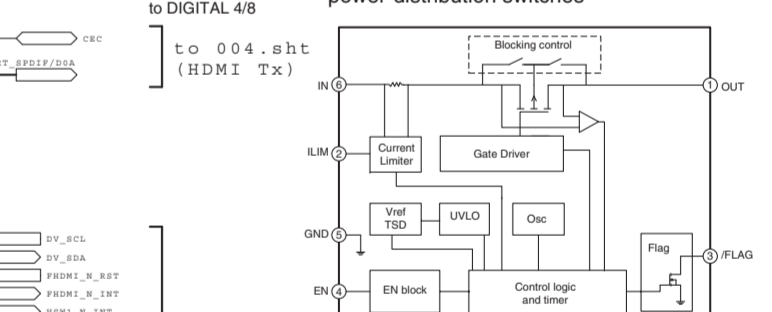 to DIGITAL 4/8
CEC
T_SPDIF/D0A
to 004.sht
(HDMI Tx)
DV_SCL
DV_SDA
FHDMI_N_RST
FHDMI_N_INT
power distribution switches
Blocking control
IN 6
1 OUT
ILIM 2
Current
Limiter
Gate Driver
Vref
TSD
UVLO
Osc
GND 5
Flag
3 /FLAG
EN 4
EN block
Control logic
and timer